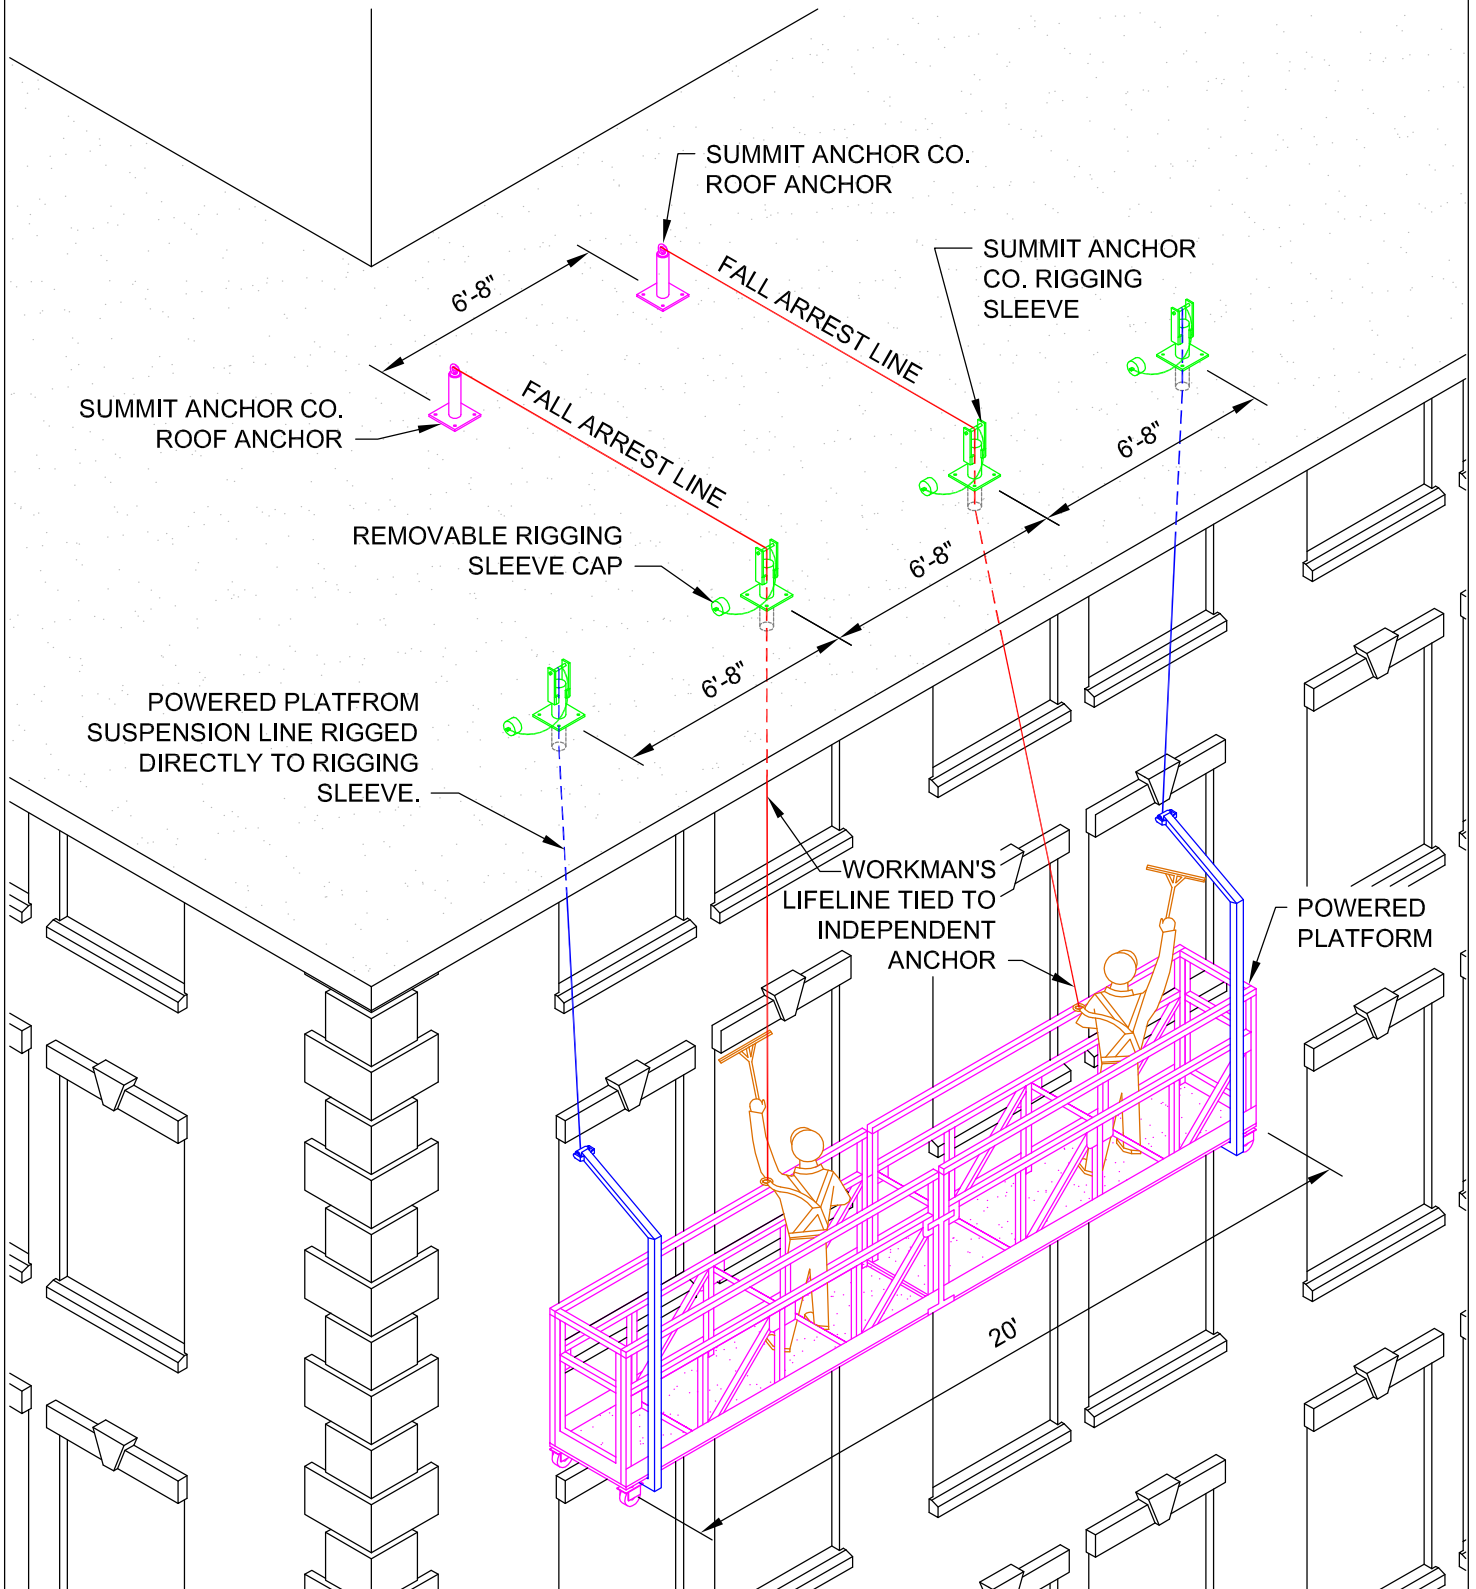 SUMMIT ANCHOR CO.
ROOF ANCHOR
SUMMIT ANCHOR
CO. RIGGING
SLEEVE
6'-8"
FALL ARREST LINE
SUMMIT ANCHOR CO.
ROOF ANCHOR
FALL ARREST LINE
6'-8"
REMOVABLE RIGGING
SLEEVE CAP
6'-8"
6'-8"
POWERED PLATFROM
SUSPENSION LINE RIGGED
DIRECTLY TO RIGGING
SLEEVE.
WORKMAN'S
LIFELINE TIED TO
INDEPENDENT
ANCHOR
POWERED
PLATFORM
20'